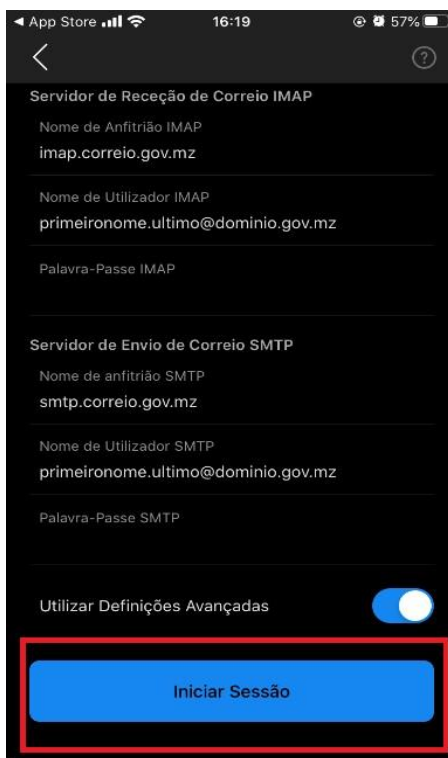 App Store 16:19 57%
?
Servidor de Receção de Correio IMAP
Nome de Anfitrião IMAP
imap.correio.gov.mz
Nome de Utilizador IMAP
primeironome.ultimo@dominio.gov.mz
Palavra-Passe IMAP
Servidor de Envio de Correio SMTP
Nome de anfitrião SMTP
smtp.correio.gov.mz
Nome de Utilizador SMTP
primeironome.ultimo@dominio.gov.mz
Palavra-Passe SMTP
Utilizar Definições Avançadas
Iniciar Sessão